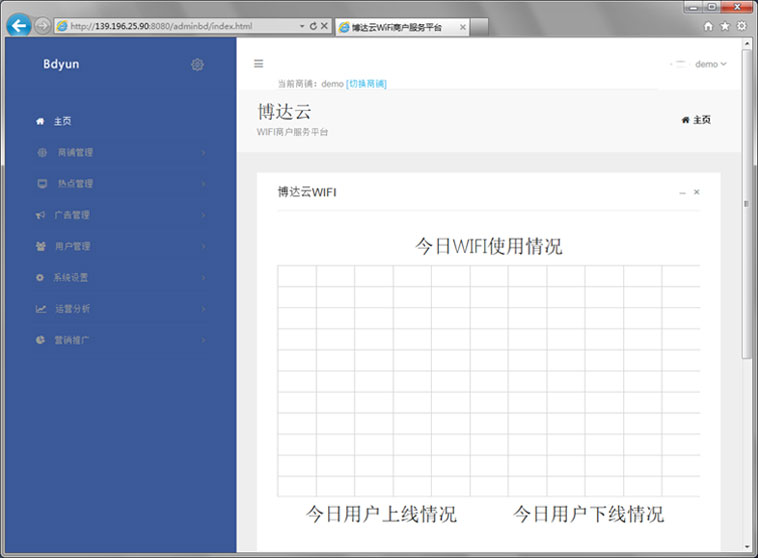 http://139.196.25.90:8080/adminbd/index.html
博达云WiFi商户服务平台
Bdyun
demo
当前商铺：demo [切换商铺]
博达云
WIFI商户服务平台
主页
主页
商铺管理
热点管理
广告管理
用户管理
系统设置
运营分析
营销推广
博达云WIFI
今日WIFI使用情况
今日用户上线情况
今日用户下线情况